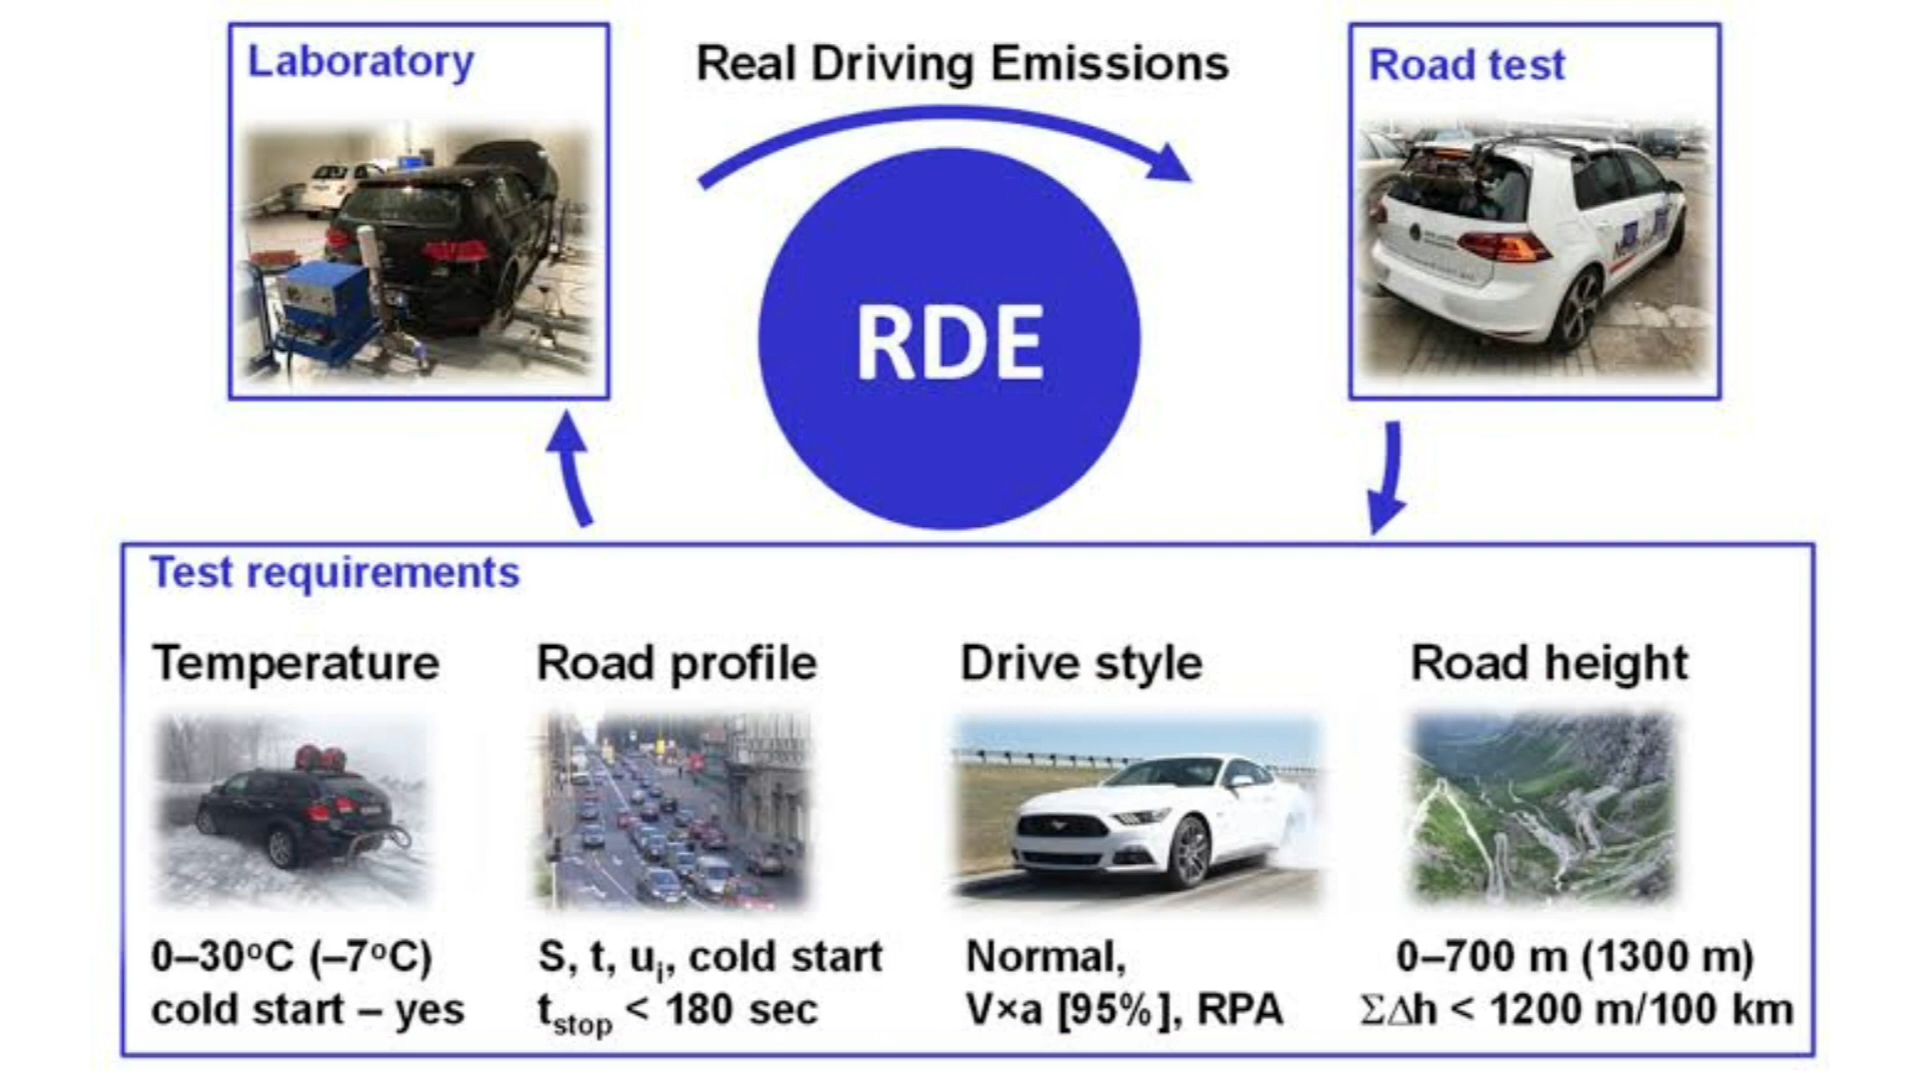 Laboratory
Real Driving Emissions
Road test
RDE
Test requirements
Temperature
Road profile
Drive style
Road height
0–30°C (–7°C)
cold start – yes
S, t, uᵢ, cold start
t_stop < 180 sec
Normal,
V×a [95%], RPA
0–700 m (1300 m)
ΣΔh < 1200 m/100 km